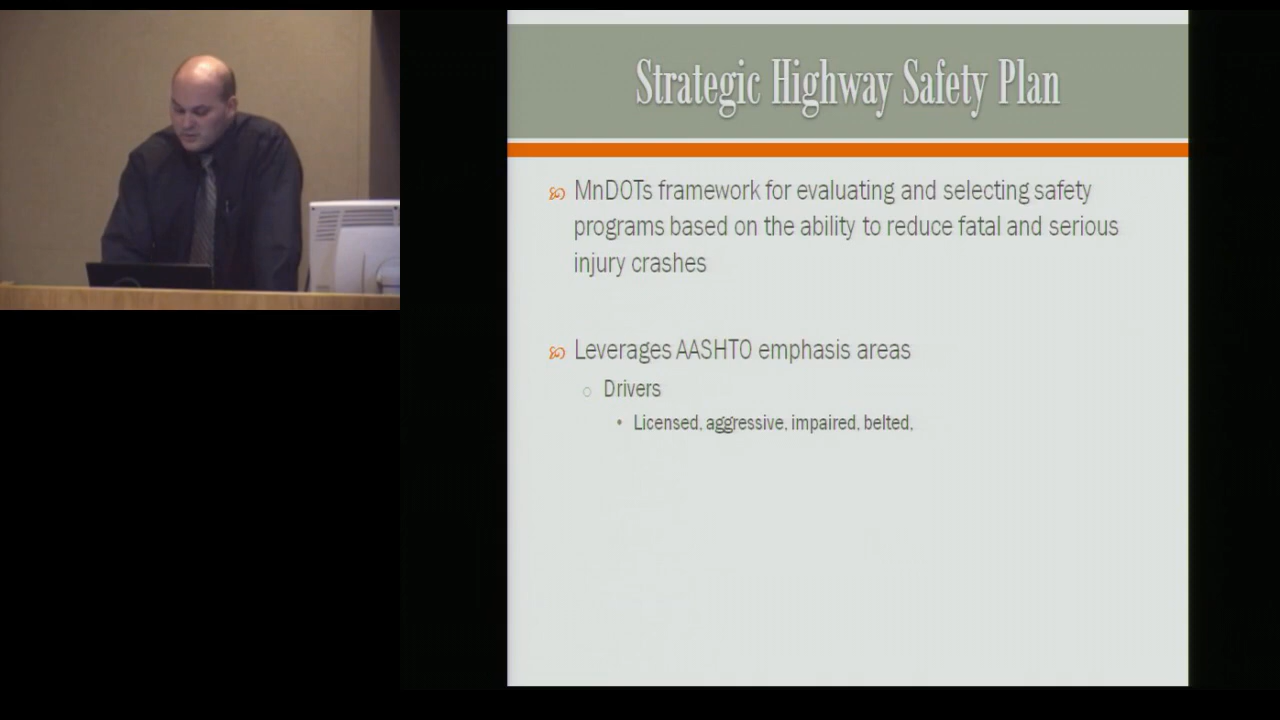 Strategic Highway Safety Plan
MnDOTs framework for evaluating and selecting safety
programs based on the ability to reduce fatal and serious
injury crashes
Leverages AASHTO emphasis areas
Drivers
Licensed, aggressive, impaired, belted,